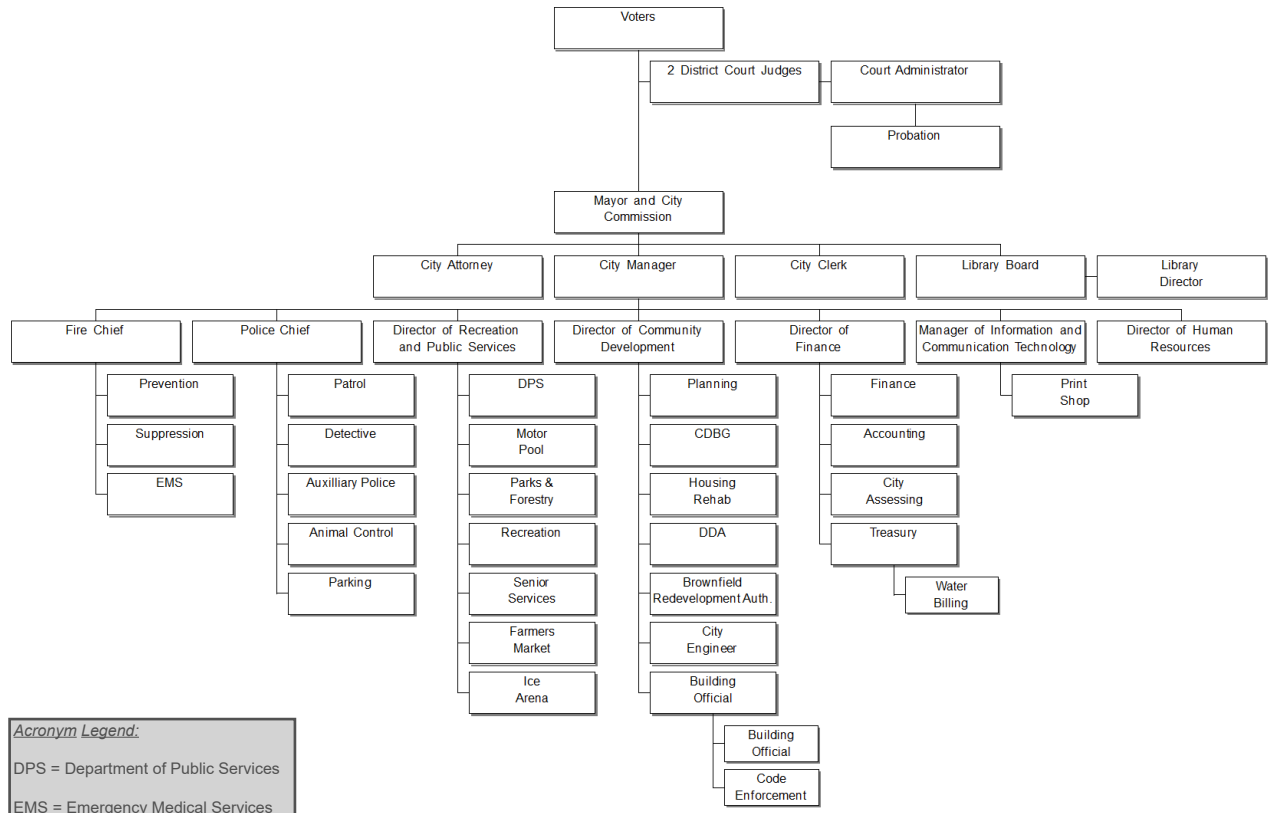 Voters
2 District Court Judges
Court Administrator
Probation
Mayor and City
Commission
City Attorney
City Manager
City Clerk
Library Board
Library
Director
Fire Chief
Police Chief
Director of Recreation
and Public Services
Director of Community
Development
Director of
Finance
Manager of Information and
Communication Technology
Director of Human
Resources
Prevention
Suppression
EMS
Patrol
Detective
Auxilliary Police
Animal Control
Parking
DPS
Motor
Pool
Parks &
Forestry
Recreation
Senior
Services
Farmers
Market
Ice
Arena
Planning
CDBG
Housing
Rehab
DDA
Brownfield
Redevelopment Auth.
City
Engineer
Building
Official
Building
Official
Code
Enforcement
Finance
Accounting
City
Assessing
Treasury
Water
Billing
Print
Shop
Acronym Legend:
DPS = Department of Public Services
EMS = Emergency Medical Services